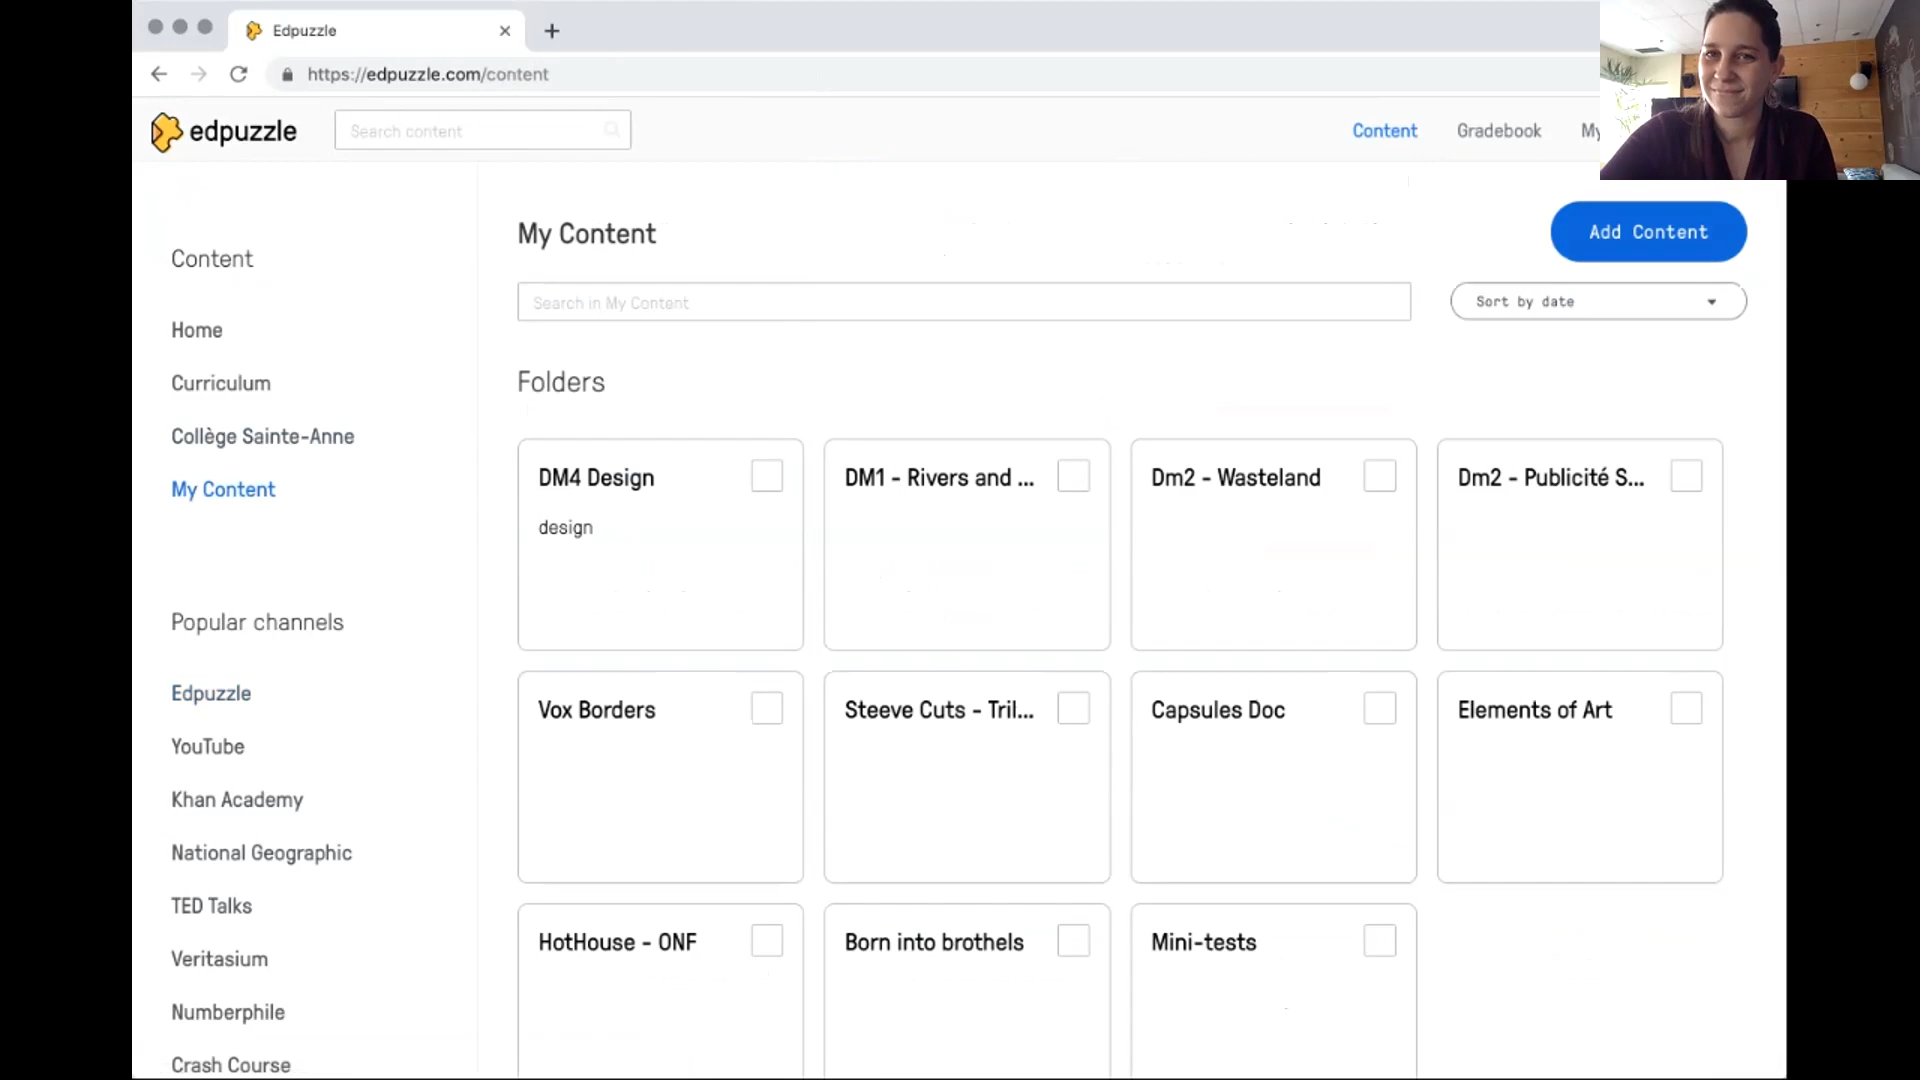 Edpuzzle
https://edpuzzle.com/content
edpuzzle
Search content
Content
Gradebook
My
Content
Home
Curriculum
Collège Sainte-Anne
My Content
Popular channels
Edpuzzle
YouTube
Khan Academy
National Geographic
TED Talks
Veritasium
Numberphile
Crash Course
My Content
Add Content
Search in My Content
Sort by date
Folders
DM4 Design
design
DM1 - Rivers and ...
Dm2 - Wasteland
Dm2 - Publicité S...
Vox Borders
Steeve Cuts - Tril...
Capsules Doc
Elements of Art
HotHouse - ONF
Born into brothels
Mini-tests